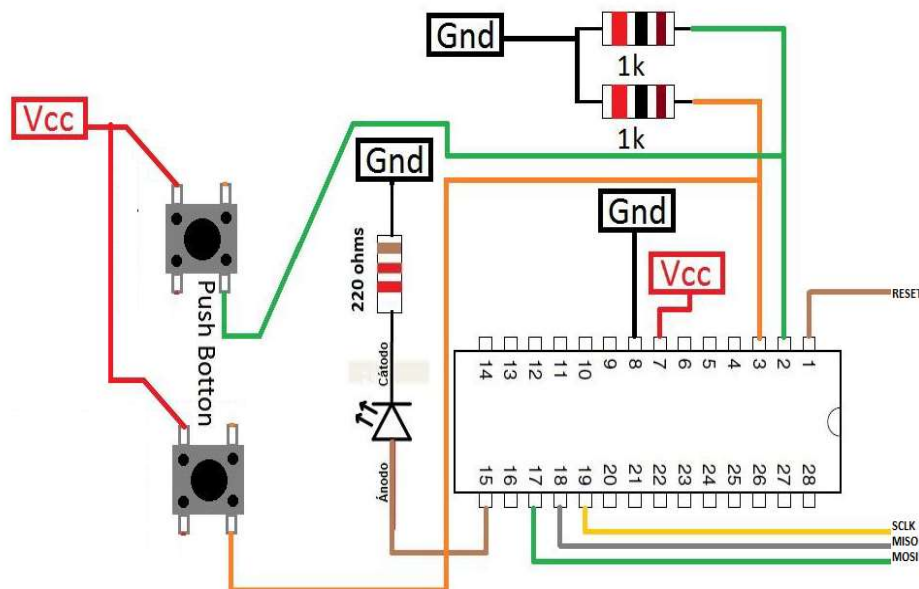 Gnd
1k
1k
Vcc
Gnd
Gnd
Vcc
220 ohms
Push Botton
Cátodo
Ánodo
RESET
14 13 12 11 10 9 8 7 6 5 4 3 2 1
15 16 17 18 19 20 21 22 23 24 25 26 27 28
SCLK
MISO
MOSI